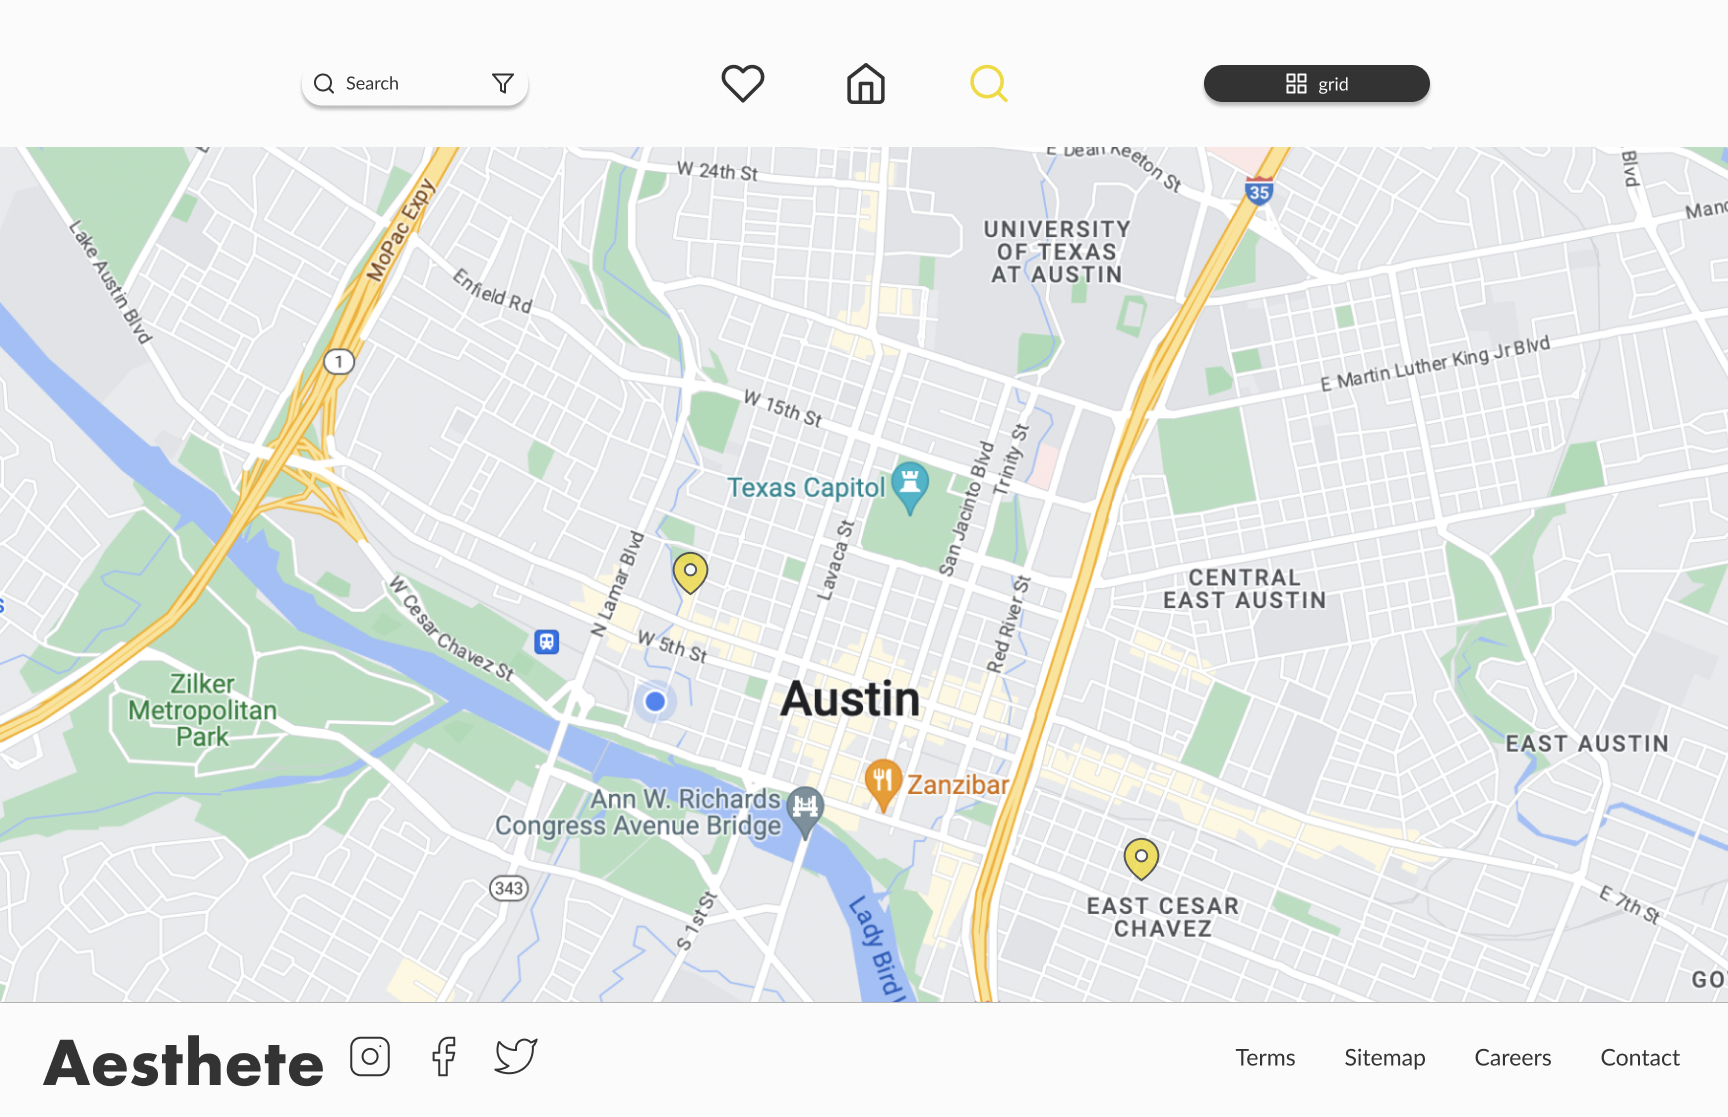 Search
grid
W 24th St
E Dean Keeton St
35
Blvd
MoPac Expy
UNIVERSITY
OF TEXAS
AT AUSTIN
Lake Austin Blvd
Enfield Rd
1
E Martin Luther King Jr Blvd
W 15th St
Texas Capitol
San Jacinto Blvd
Trinity St
Lavaca St
N Lamar Blvd
CENTRAL
EAST AUSTIN
W Cesar Chavez St
Red River St
W 5th St
Zilker
Metropolitan
Park
Austin
EAST AUSTIN
Zanzibar
Ann W. Richards
Congress Avenue Bridge
343
S 1st St
Lady Bird
EAST CESAR
CHAVEZ
E 7th St
GO
Aesthete
Terms
Sitemap
Careers
Contact